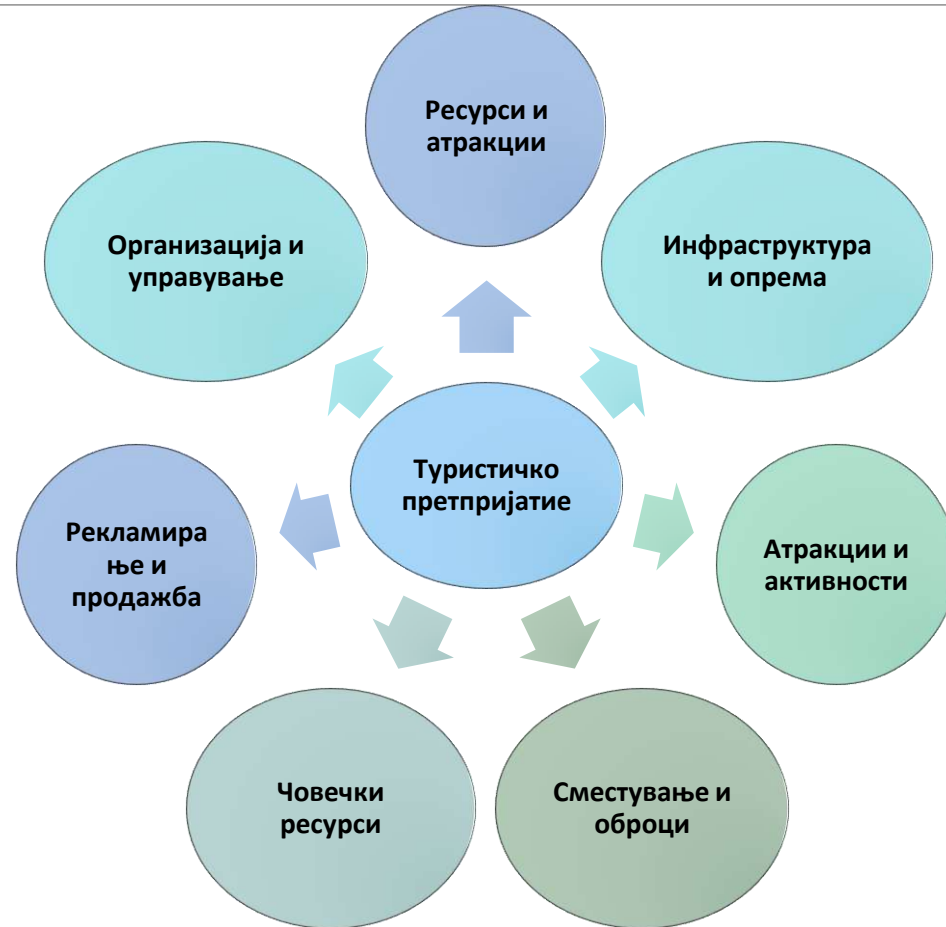 Ресурси и
атракции
Организација и
управување
Инфраструктура
и опрема
Туристичко
претпријатие
Рекламира
ње и
продажба
Атракции и
активности
Човечки
ресурси
Сместување и
оброци